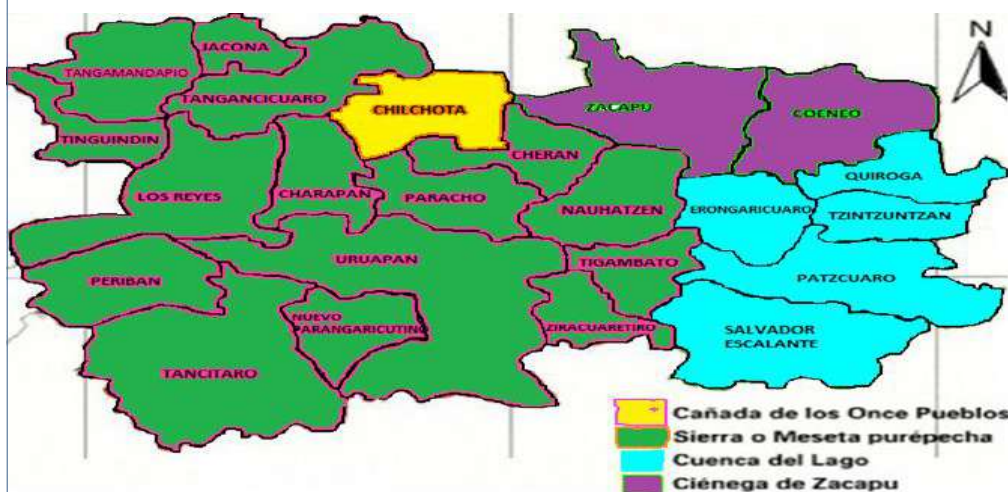 N
JACONA
TANGAMANDAPIO
TANGANCICUARO
CHILCHOTA
ZACAPU
COENEO
TINGUINDIN
CHERAN
LOS REYES
CHARAPAN
PARACHO
NAUHATZEN
ERONGARICUARO
QUIROGA
TZINTZUNTZAN
URUAPAN
TIGAMBATO
PERIBAN
PATZCUARO
NUEVO
PARANGARICUTINO
ZIRACUARETIRO
SALVADOR
ESCALANTE
TANCITARO
Cañada de los Once Pueblos
Sierra o Meseta purépecha
Cuenca del Lago
Ciénega de Zacapu